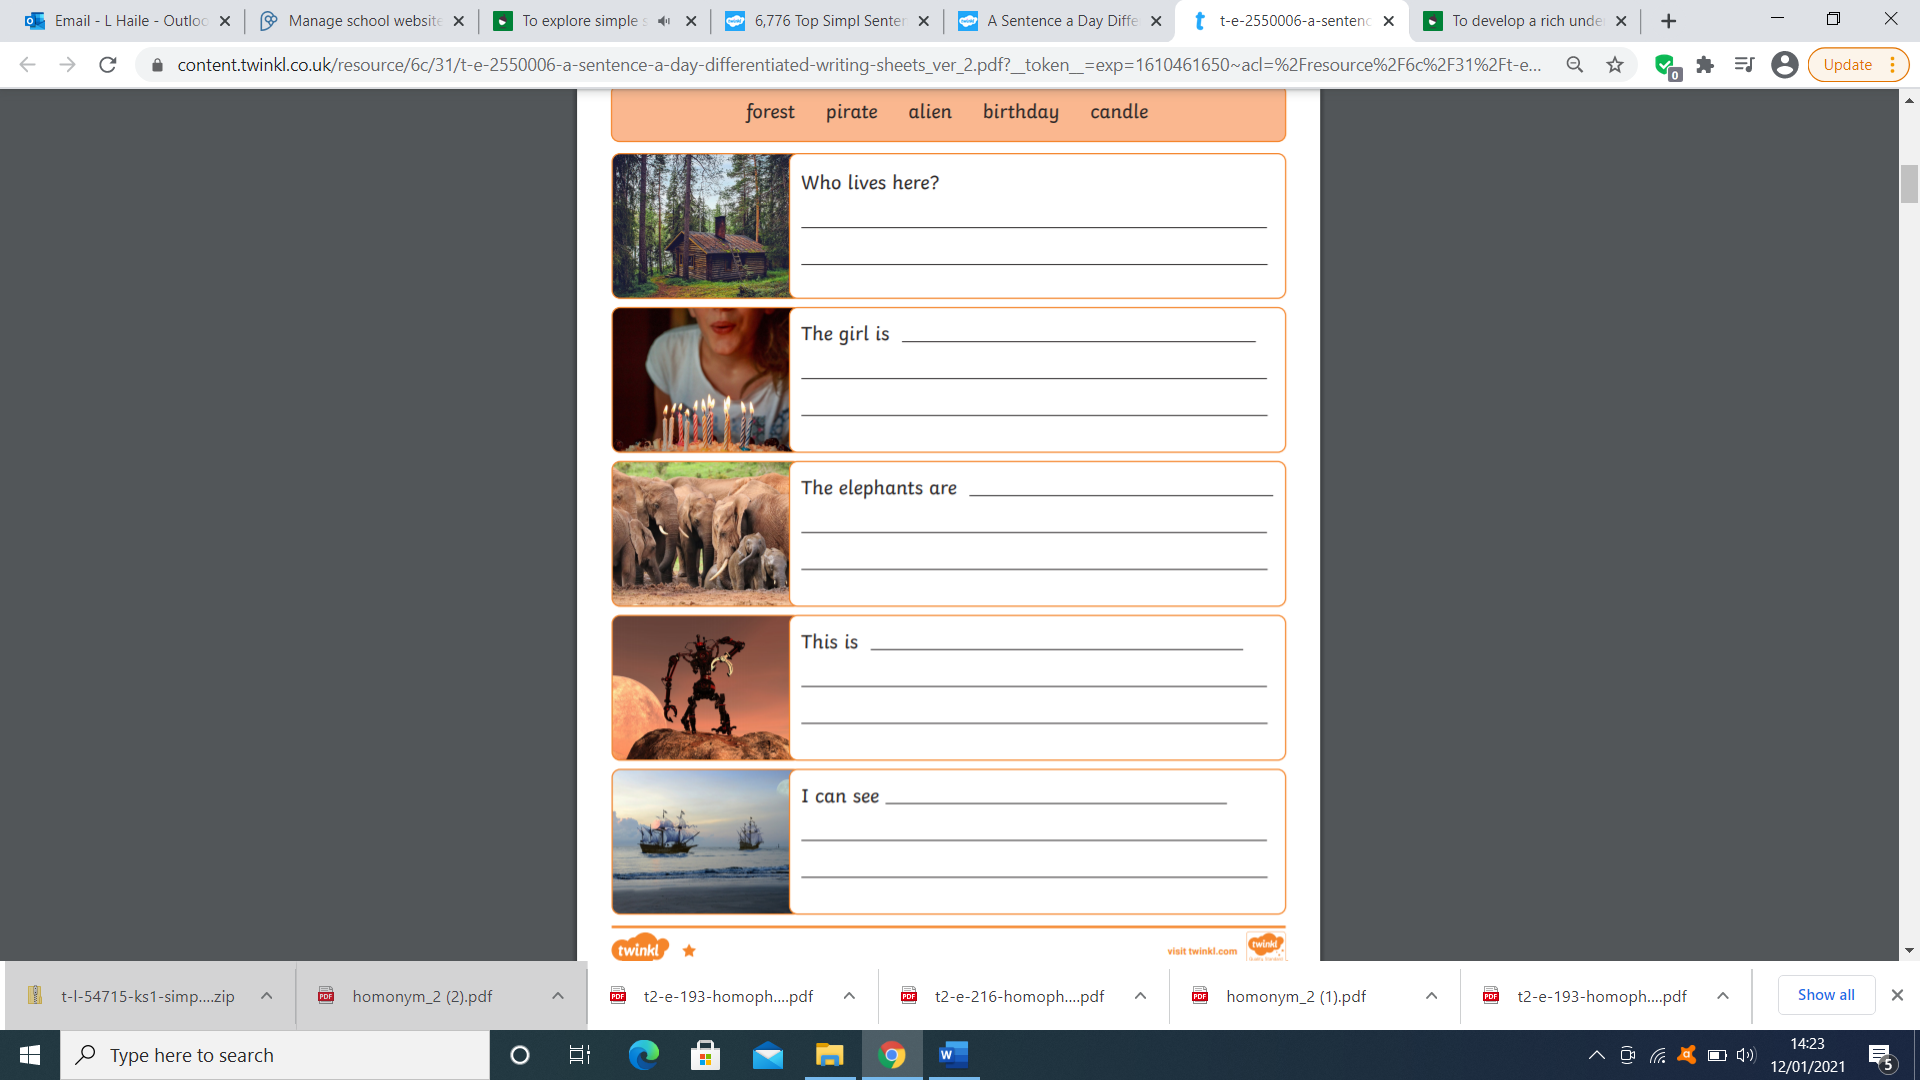 Email - L Haile - Outloo
Manage school website
To explore simple s
6,776 Top Simpl Senten
A Sentence a Day Diffe
t-e-2550006-a-sentenc
To develop a rich unde
content.twinkl.co.uk/resource/6c/31/t-e-2550006-a-sentence-a-day-differentiated-writing-sheets_ver_2.pdf?__token__=exp=1610461650~acl=%2Fresource%2F6c%2F31%2Ft-e...
0
Update
forest pirate alien birthday candle
Who lives here?
The girl is
The elephants are
This is
I can see
twinkl
visit twinkl.com
twinkl
t-l-54715-ks1-simp....zip
homonym_2 (2).pdf
t2-e-193-homoph....pdf
t2-e-216-homoph....pdf
homonym_2 (1).pdf
t2-e-193-homoph....pdf
Show all
Type here to search
14:23
12/01/2021
5